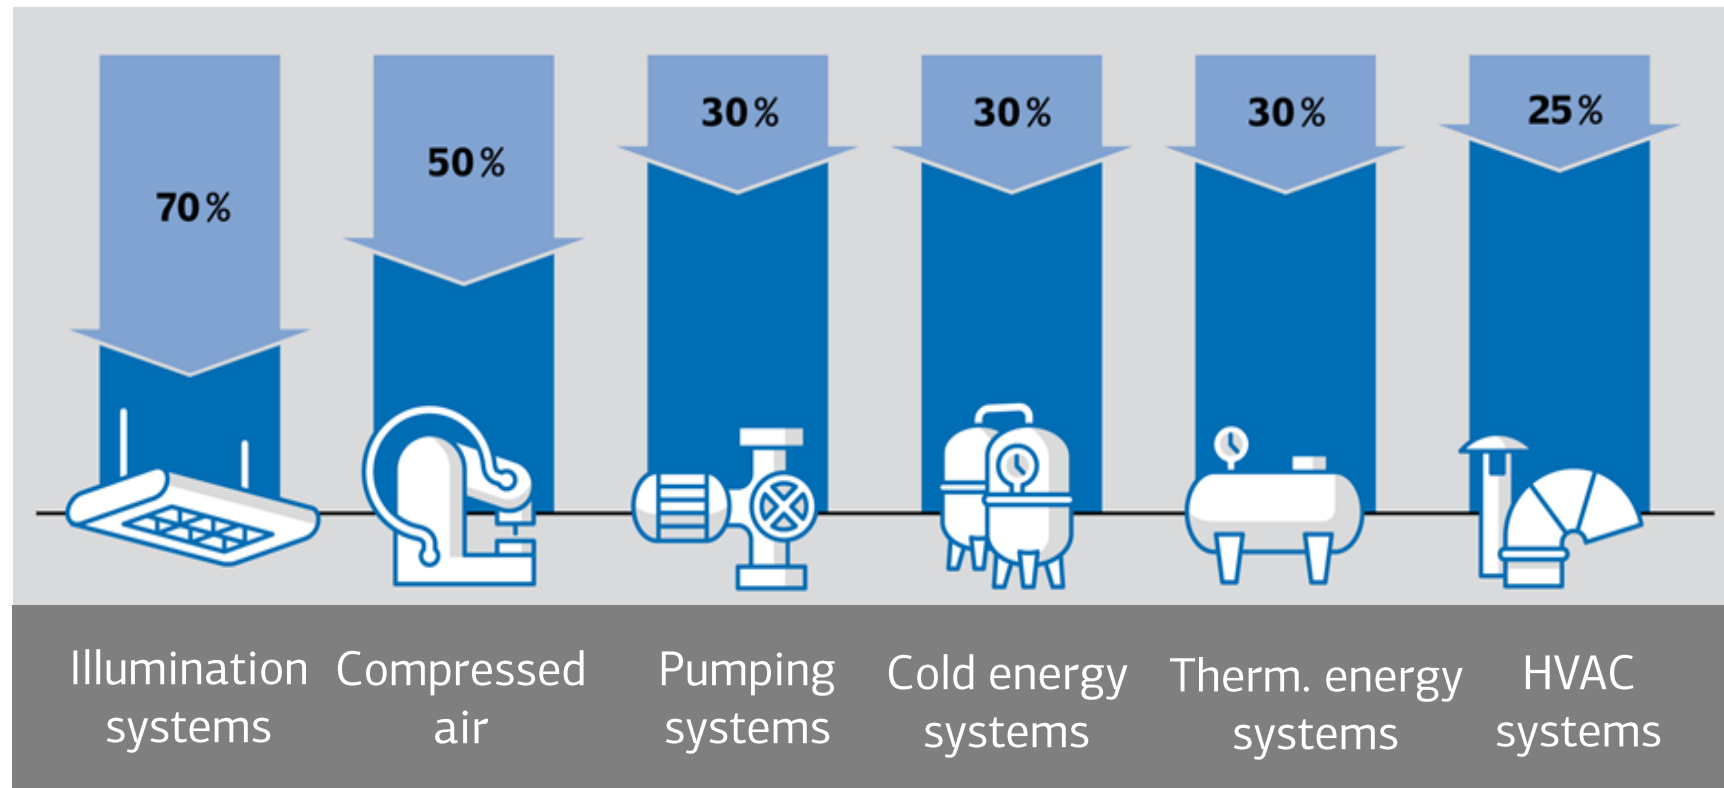 70%
50%
30%
30%
30%
25%
Illumination
systems
Compressed
air
Pumping
systems
Cold energy
systems
Therm. energy
systems
HVAC
systems